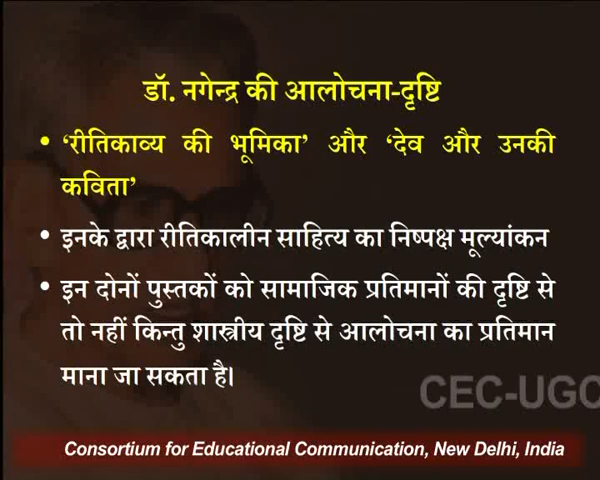 डॉ. नगेन्द्र की आलोचना-दृष्टि
• ‘रीतिकाव्य की भूमिका’ और ‘देव और उनकी
कविता’
• इनके द्वारा रीतिकालीन साहित्य का निष्पक्ष मूल्यांकन
• इन दोनों पुस्तकों को सामाजिक प्रतिमानों की दृष्टि से
तो नहीं किन्तु शास्त्रीय दृष्टि से आलोचना का प्रतिमान
माना जा सकता है।
CEC-UGC
Consortium for Educational Communication, New Delhi, India